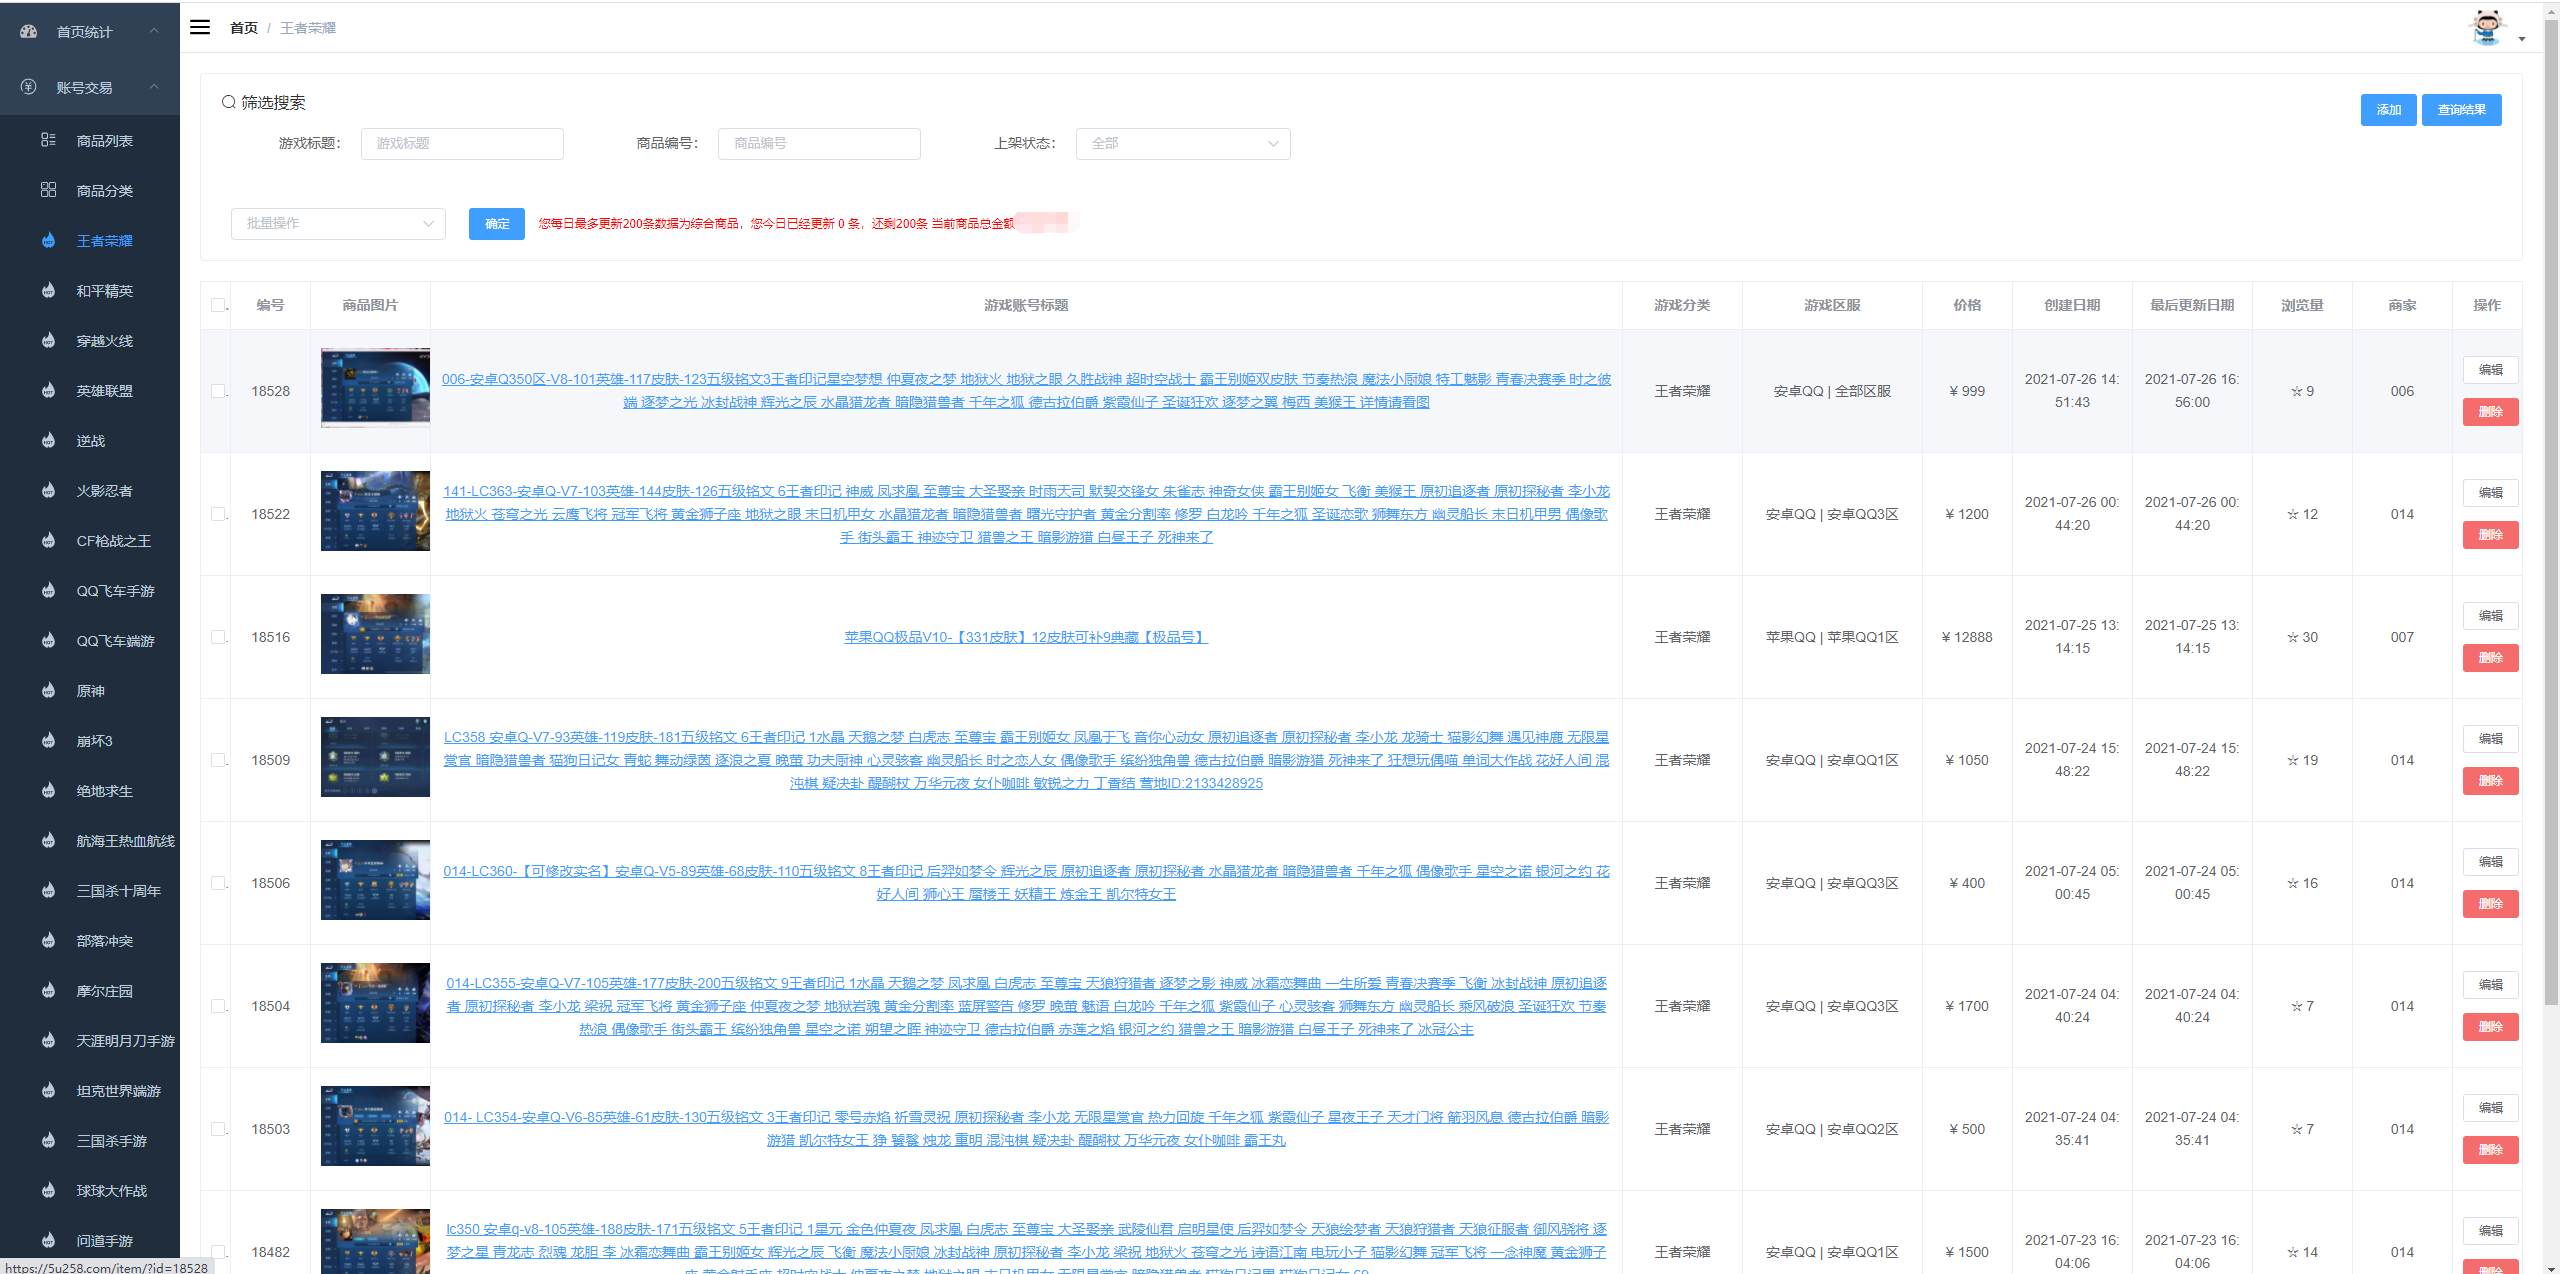 首页统计
账号交易
商品列表
商品分类
王者荣耀
和平精英
穿越火线
英雄联盟
逆战
火影忍者
CF枪战之王
QQ飞车手游
QQ飞车端游
原神
崩坏3
绝地求生
航海王热血航线
三国杀十周年
部落冲突
摩尔庄园
天涯明月刀手游
坦克世界端游
三国杀手游
球球大作战
问道手游
https://5u258.com/item/?id=18528
首页 / 王者荣耀
筛选搜索
添加 查询结果
游戏标题： 游戏标题 商品编号： 商品编号 上架状态： 全部
批量操作 确定 您每日最多更新200条数据为综合商品，您今日已经更新 0 条，还剩200条 当前商品总金额
编号 商品图片 游戏账号标题 游戏分类 游戏区服 价格 创建日期 最后更新日期 浏览量 商家 操作
18528
006-安卓Q350区-V8-101英雄-117皮肤-123五级铭文3王者印记星空梦想 仲夏夜之梦 地狱火 地狱之眼 久胜战神 超时空战士 霸王别姬双皮肤 节奏热浪 魔法小厨娘 特工魅影 青春决赛季 时之彼
端 逐梦之光 冰封战神 辉光之辰 水晶猎龙者 暗隐猎兽者 千年之狐 德古拉伯爵 紫霞仙子 圣诞狂欢 逐梦之翼 梅西 美猴王 详情请看图
王者荣耀 安卓QQ | 全部区服 ¥ 999
2021-07-26 14:
51:43
2021-07-26 16:
56:00
☆ 9 006
编辑
删除
18522
141-LC363-安卓Q-V7-103英雄-144皮肤-126五级铭文 6王者印记 神威 凤求凰 至尊宝 大圣娶亲 时雨天司 默契交锋女 朱雀志 神奇女侠 霸王别姬女 飞衡 美猴王 原初追逐者 原初探秘者 李小龙
地狱火 苍穹之光 云鹰飞将 冠军飞将 黄金狮子座 地狱之眼 末日机甲女 水晶猎龙者 暗隐猎兽者 曙光守护者 黄金分割率 修罗 白龙吟 千年之狐 圣诞恋歌 狮舞东方 幽灵船长 末日机甲男 偶像歌
手 街头霸王 神迹守卫 猎兽之王 暗影游猎 白昼王子 死神来了
王者荣耀 安卓QQ | 安卓QQ3区 ¥ 1200
2021-07-26 00:
44:20
2021-07-26 00:
44:20
☆ 12 014
编辑
删除
18516
苹果QQ极品V10-【331皮肤】12皮肤可补9典藏【极品号】
王者荣耀 苹果QQ | 苹果QQ1区 ¥ 12888
2021-07-25 13:
14:15
2021-07-25 13:
14:15
☆ 30 007
编辑
删除
18509
LC358 安卓Q-V7-93英雄-119皮肤-181五级铭文 6王者印记 1水晶 天鹅之梦 白虎志 至尊宝 霸王别姬女 凤凰于飞 音你心动女 原初追逐者 原初探秘者 李小龙 龙骑士 猫影幻舞 遇见神鹿 无限星
赏官 暗隐猎兽者 猫狗日记女 青蛇 舞动绿茵 逐浪之夏 晚萤 功夫厨神 心灵骇客 幽灵船长 时之恋人女 偶像歌手 缤纷独角兽 德古拉伯爵 暗影游猎 死神来了 狂想玩偶喵 单词大作战 花好人间 混
沌棋 疑决卦 醍醐杖 万华元夜 女仆咖啡 敏锐之力 丁香结 营地ID:2133428925
王者荣耀 安卓QQ | 安卓QQ1区 ¥ 1050
2021-07-24 15:
48:22
2021-07-24 15:
48:22
☆ 19 014
编辑
删除
18506
014-LC360-【可修改实名】安卓Q-V5-89英雄-68皮肤-110五级铭文 8王者印记 后羿如梦令 辉光之辰 原初追逐者 原初探秘者 水晶猎龙者 暗隐猎兽者 千年之狐 偶像歌手 星空之诺 银河之约 花
好人间 狮心王 蜃楼王 妖精王 炼金王 凯尔特女王
王者荣耀 安卓QQ | 安卓QQ3区 ¥ 400
2021-07-24 05:
00:45
2021-07-24 05:
00:45
☆ 16 014
编辑
删除
18504
014-LC355-安卓Q-V7-105英雄-177皮肤-200五级铭文 9王者印记 1水晶 天鹅之梦 凤求凰 白虎志 至尊宝 天狼狩猎者 逐梦之影 神威 冰霜恋舞曲 一生所爱 青春决赛季 飞衡 冰封战神 原初追逐
者 原初探秘者 李小龙 梁祝 冠军飞将 黄金狮子座 仲夏夜之梦 地狱岩魂 黄金分割率 蓝屏警告 修罗 晚萤 魅语 白龙吟 千年之狐 紫霞仙子 心灵骇客 狮舞东方 幽灵船长 乘风破浪 圣诞狂欢 节奏
热浪 偶像歌手 街头霸王 缤纷独角兽 星空之诺 朔望之晖 神迹守卫 德古拉伯爵 赤莲之焰 银河之约 猎兽之王 暗影游猎 白昼王子 死神来了 冰冠公主
王者荣耀 安卓QQ | 安卓QQ3区 ¥ 1700
2021-07-24 04:
40:24
2021-07-24 04:
40:24
☆ 7 014
编辑
删除
18503
014- LC354-安卓Q-V6-85英雄-61皮肤-130五级铭文 3王者印记 零号赤焰 祈雪灵祝 原初探秘者 李小龙 无限星赏官 热力回旋 千年之狐 紫霞仙子 星夜王子 天才门将 箭羽风息 德古拉伯爵 暗影
游猎 凯尔特女王 狰 饕餮 烛龙 重明 混沌棋 疑决卦 醍醐杖 万华元夜 女仆咖啡 霸王丸
王者荣耀 安卓QQ | 安卓QQ2区 ¥ 500
2021-07-24 04:
35:41
2021-07-24 04:
35:41
☆ 7 014
编辑
删除
18482
lc350 安卓q-v8-105英雄-188皮肤-171五级铭文 5王者印记 1星元 金色仲夏夜 凤求凰 白虎志 至尊宝 大圣娶亲 武陵仙君 启明星使 后羿如梦令 天狼绘梦者 天狼狩猎者 天狼征服者 御风骁将 逐
梦之星 青龙志 烈魂 龙胆 李 冰霜恋舞曲 霸王别姬女 辉光之辰 飞衡 魔法小厨娘 冰封战神 原初探秘者 李小龙 梁祝 地狱火 苍穹之光 诗语江南 电玩小子 猫影幻舞 冠军飞将 一念神魔 黄金狮子
王者荣耀 安卓QQ | 安卓QQ1区 ¥ 1500
2021-07-23 16:
04:06
2021-07-23 16:
04:06
☆ 14 014
编辑
删除